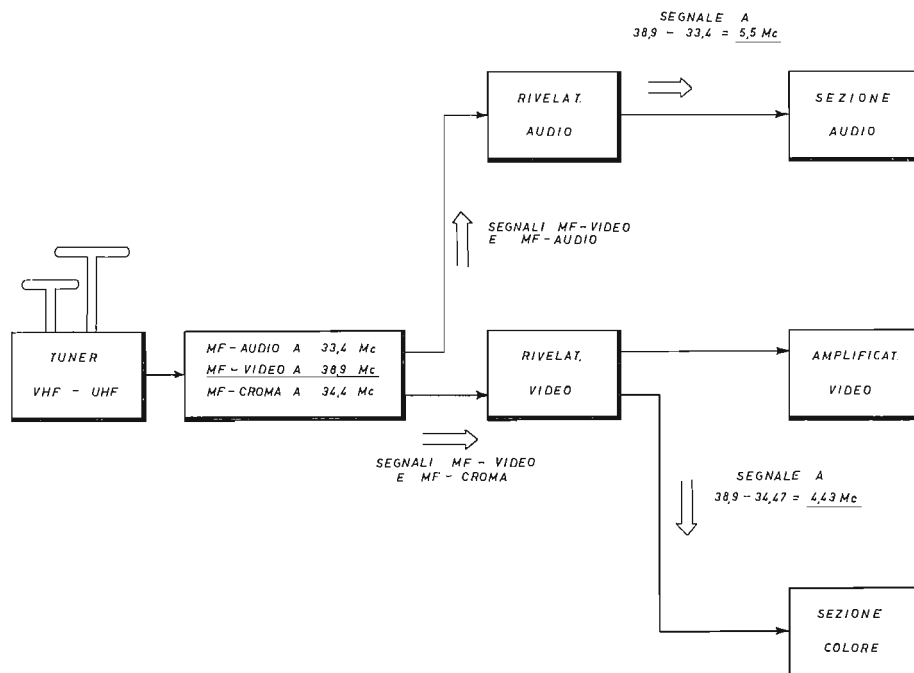 SEGNALE A
38,9 - 33,4 = 5,5 Mc
RIVELAT.
AUDIO
SEZIONE
AUDIO
SEGNALI MF-VIDEO
E MF-AUDIO
TUNER
VHF - UHF
MF-AUDIO A 33,4 Mc
MF-VIDEO A 38,9 Mc
MF-CROMA A 34,4 Mc
RIVELAT.
VIDEO
AMPLIFICAT.
VIDEO
SEGNALI MF - VIDEO
E MF - CROMA
SEGNALE A
38,9 - 34,47 = 4,43 Mc
SEZIONE
COLORE